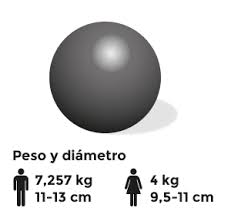 Peso y diámetro
7,257 kg
11-13 cm
4 kg
9,5-11 cm